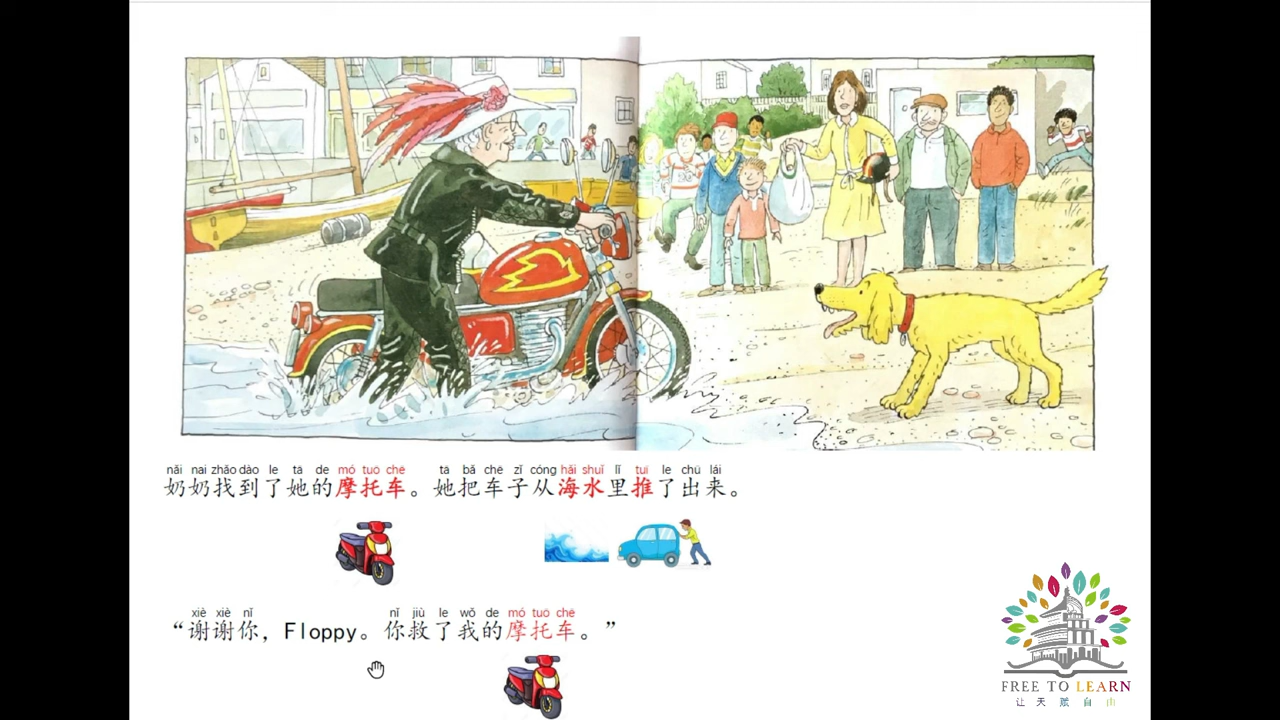 nǎi nai zhǎo dào le tā de mó tuō chē tā bǎ chē zǐ cóng hǎi shuǐ lǐ tuī le chū lái
奶奶找到了她的摩托车。她把车子从海水里推了出来。
xiè xiè nǐ nǐ jiù le wǒ de mó tuō chē
“谢谢你，Floppy。你救了我的摩托车。”
FREE TO LEARN
让天赋自由